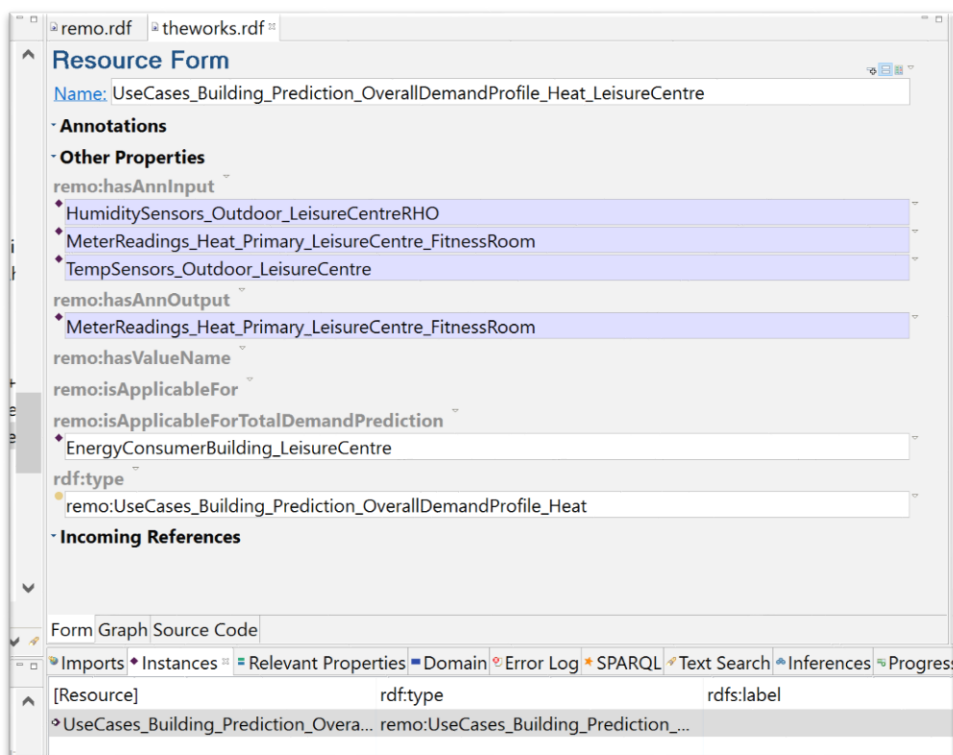 remo.rdf theworks.rdf
Resource Form
Name: UseCases_Building_Prediction_OverallDemandProfile_Heat_LeisureCentre
Annotations
Other Properties
remo:hasAnnInput
HumiditySensors_Outdoor_LeisureCentreRHO
MeterReadings_Heat_Primary_LeisureCentre_FitnessRoom
TempSensors_Outdoor_LeisureCentre
remo:hasAnnOutput
MeterReadings_Heat_Primary_LeisureCentre_FitnessRoom
remo:hasValueName
remo:isApplicableFor
remo:isApplicableForTotalDemandPrediction
EnergyConsumerBuilding_LeisureCentre
rdf:type
remo:UseCases_Building_Prediction_OverallDemandProfile_Heat
Incoming References
Form Graph Source Code
Imports Instances Relevant Properties Domain Error Log SPARQL Text Search Inferences Progress
[Resource] rdf:type rdfs:label
UseCases_Building_Prediction_Overa... remo:UseCases_Building_Prediction_...